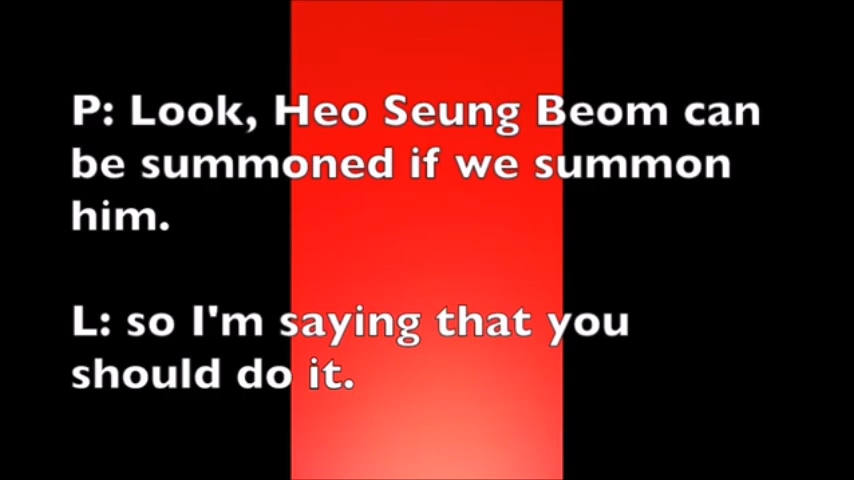 P: Look, Heo Seung Beom can
be summoned if we summon
him.
L: so I'm saying that you
should do it.